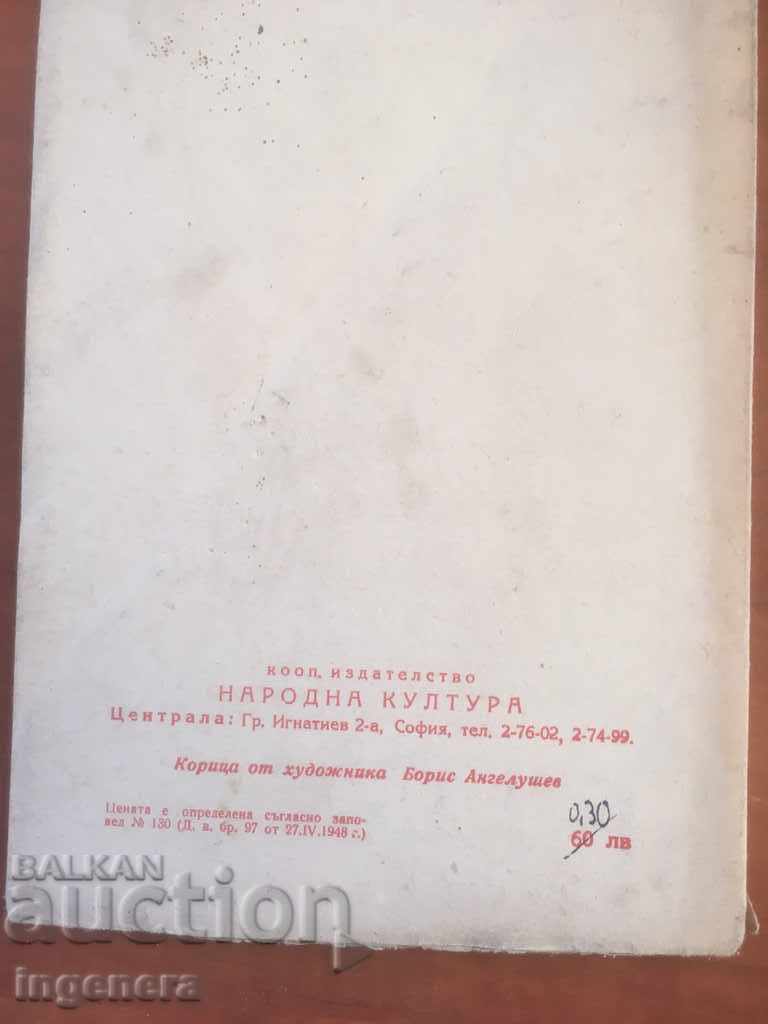 КООП. ИЗДАТЕЛСТВО
НАРОДНА КУЛТУРА
Централа: Гр. Игнатиев 2-а, София, тел. 2-76-02, 2-74-99.
Корица от художника Борис Ангелушев
Цената е определена съгласно запо-
вед № 130 (Д. в. бр. 97 от 27.IV.1948 г.)
0,30
60 лв
BALKAN
auction
ingenera